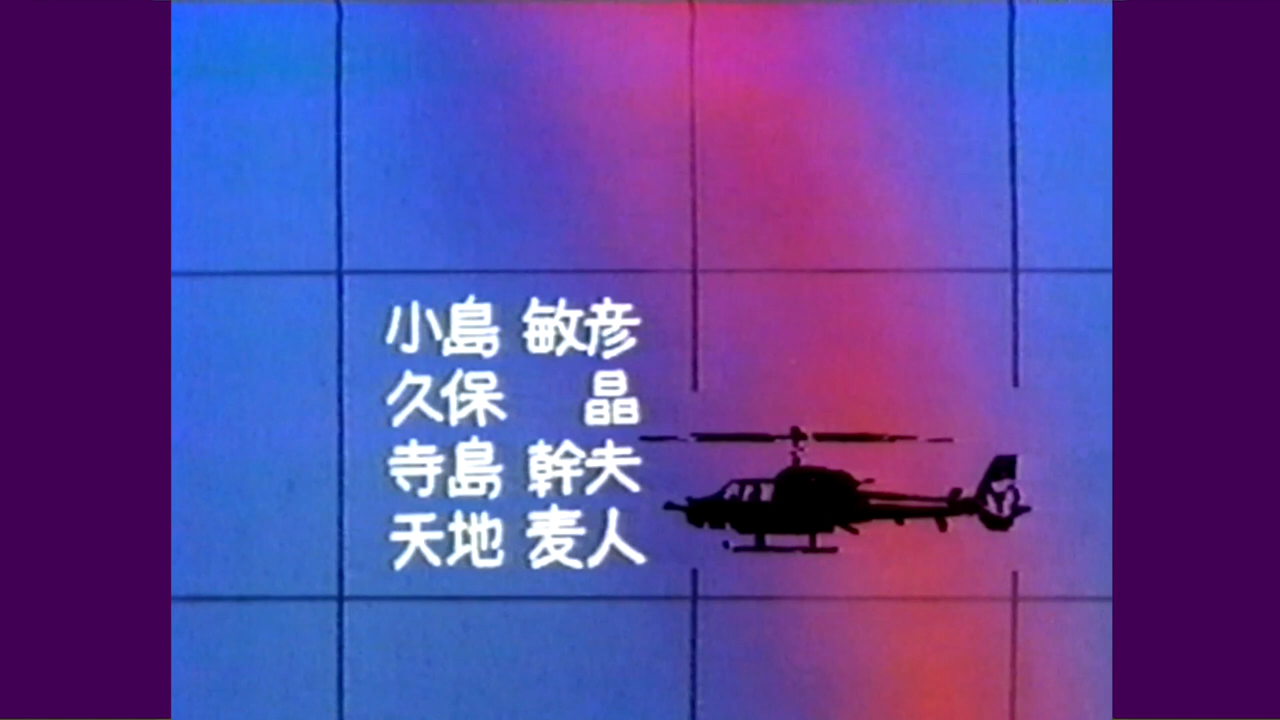 小島 敏彦
久保 晶
寺島 幹夫
天地 麦人